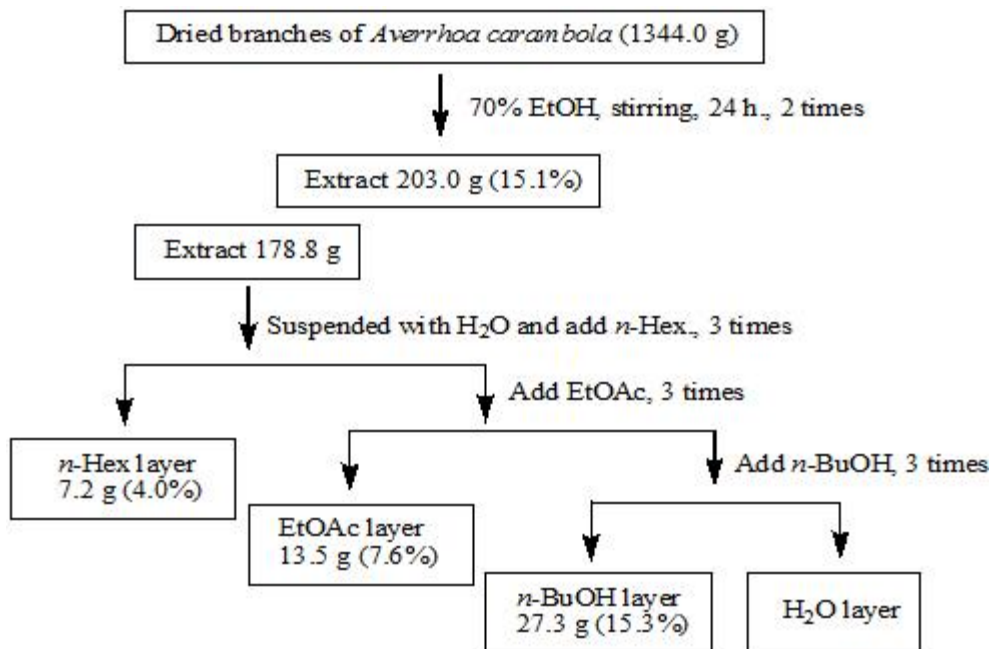 Dried branches of Averrhoa carambola (1344.0 g)
70% EtOH, stirring, 24 h., 2 times
Extract 203.0 g (15.1%)
Extract 178.8 g
Suspended with H₂O and add n-Hex., 3 times
Add EtOAc, 3 times
n-Hex layer
7.2 g (4.0%)
Add n-BuOH, 3 times
EtOAc layer
13.5 g (7.6%)
n-BuOH layer
27.3 g (15.3%)
H₂O layer